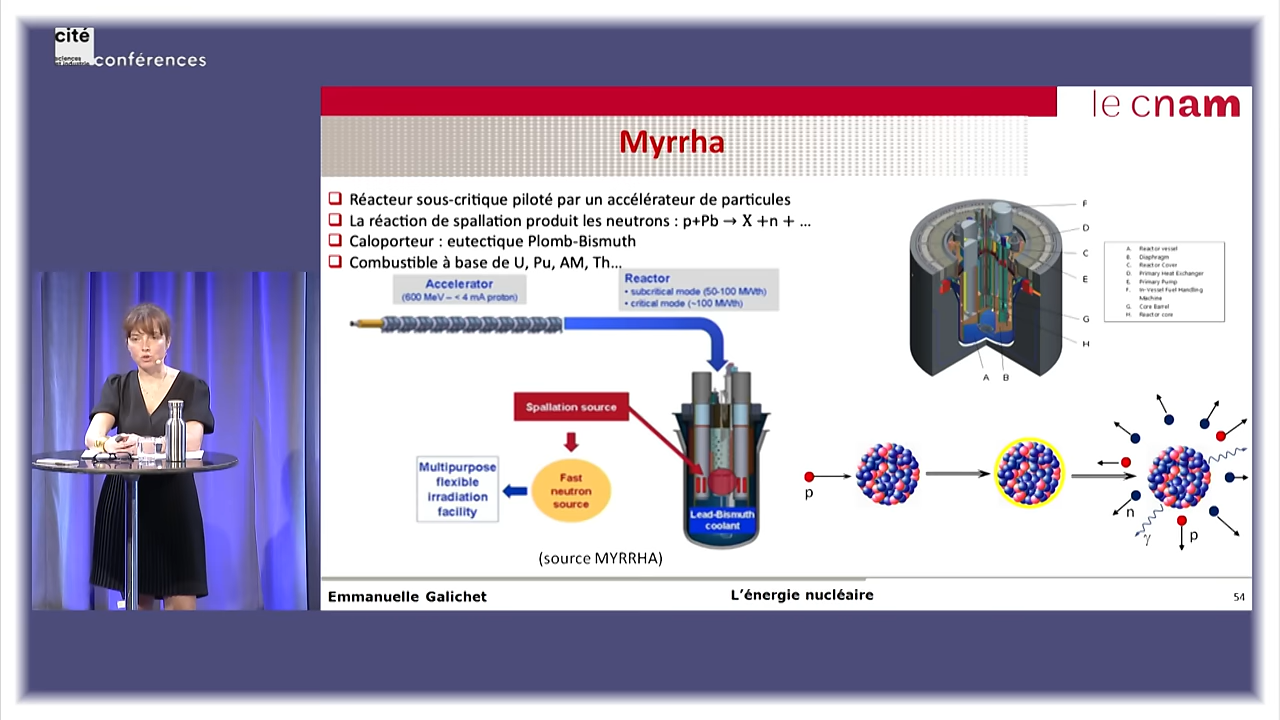 cité
sciences
et industrie
conférences
le cnam
Myrrha
Réacteur sous-critique piloté par un accélérateur de particules
La réaction de spallation produit les neutrons : p+Pb → X +n + ...
Caloporteur : eutectique Plomb-Bismuth
Combustible à base de U, Pu, AM, Th...
Accelerator
(600 MeV – < 4 mA proton)
Reactor
• subcritical mode (50-100 MWth)
• critical mode (~100 MWth)
Spallation source
Multipurpose
flexible
irradiation
facility
Fast
neutron
source
Lead-Bismuth
coolant
(source MYRRHA)
F
D
C
E
G
H
A B
A. Reactor vessel
B. Diaphragm
C. Reactor Cover
D. Primary Heat Exchanger
E. Primary Pump
F. In-Vessel Fuel Handling
Machine
G. Core Barrel
H. Reactor core
p
n
γ
p
Emmanuelle Galichet
L'énergie nucléaire
54